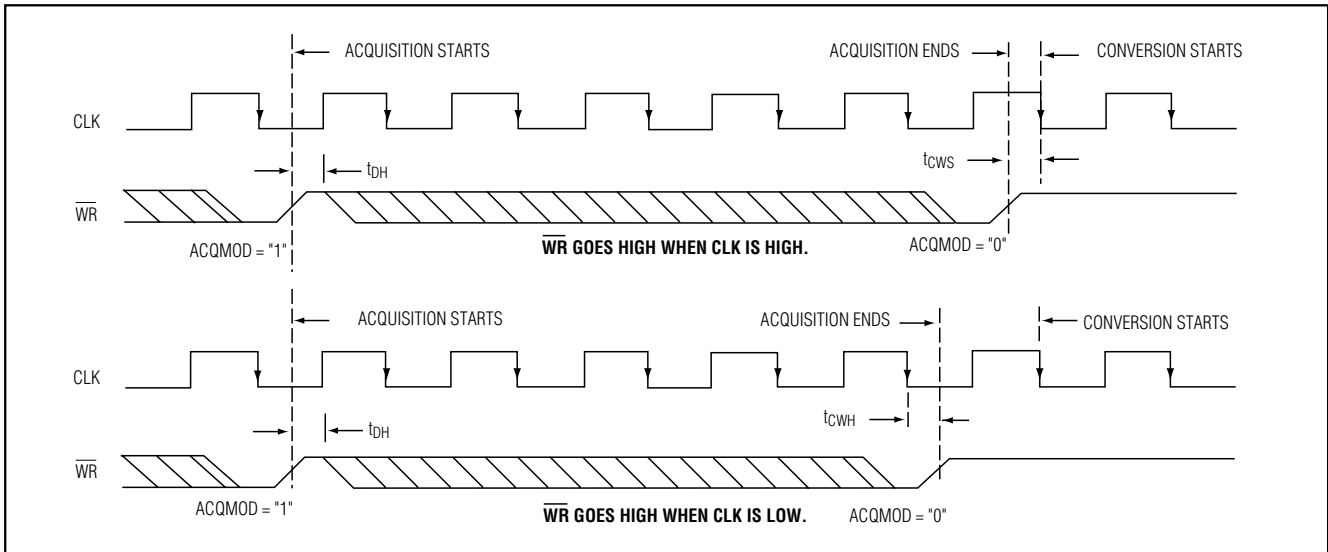 ACQUISITION STARTS
ACQUISITION ENDS
CONVERSION STARTS
CLK
tDH
tCWS
WR
ACQMOD = "1"
WR GOES HIGH WHEN CLK IS HIGH.
ACQMOD = "0"
ACQUISITION STARTS
ACQUISITION ENDS
CONVERSION STARTS
CLK
tDH
tCWH
WR
ACQMOD = "1"
WR GOES HIGH WHEN CLK IS LOW.
ACQMOD = "0"